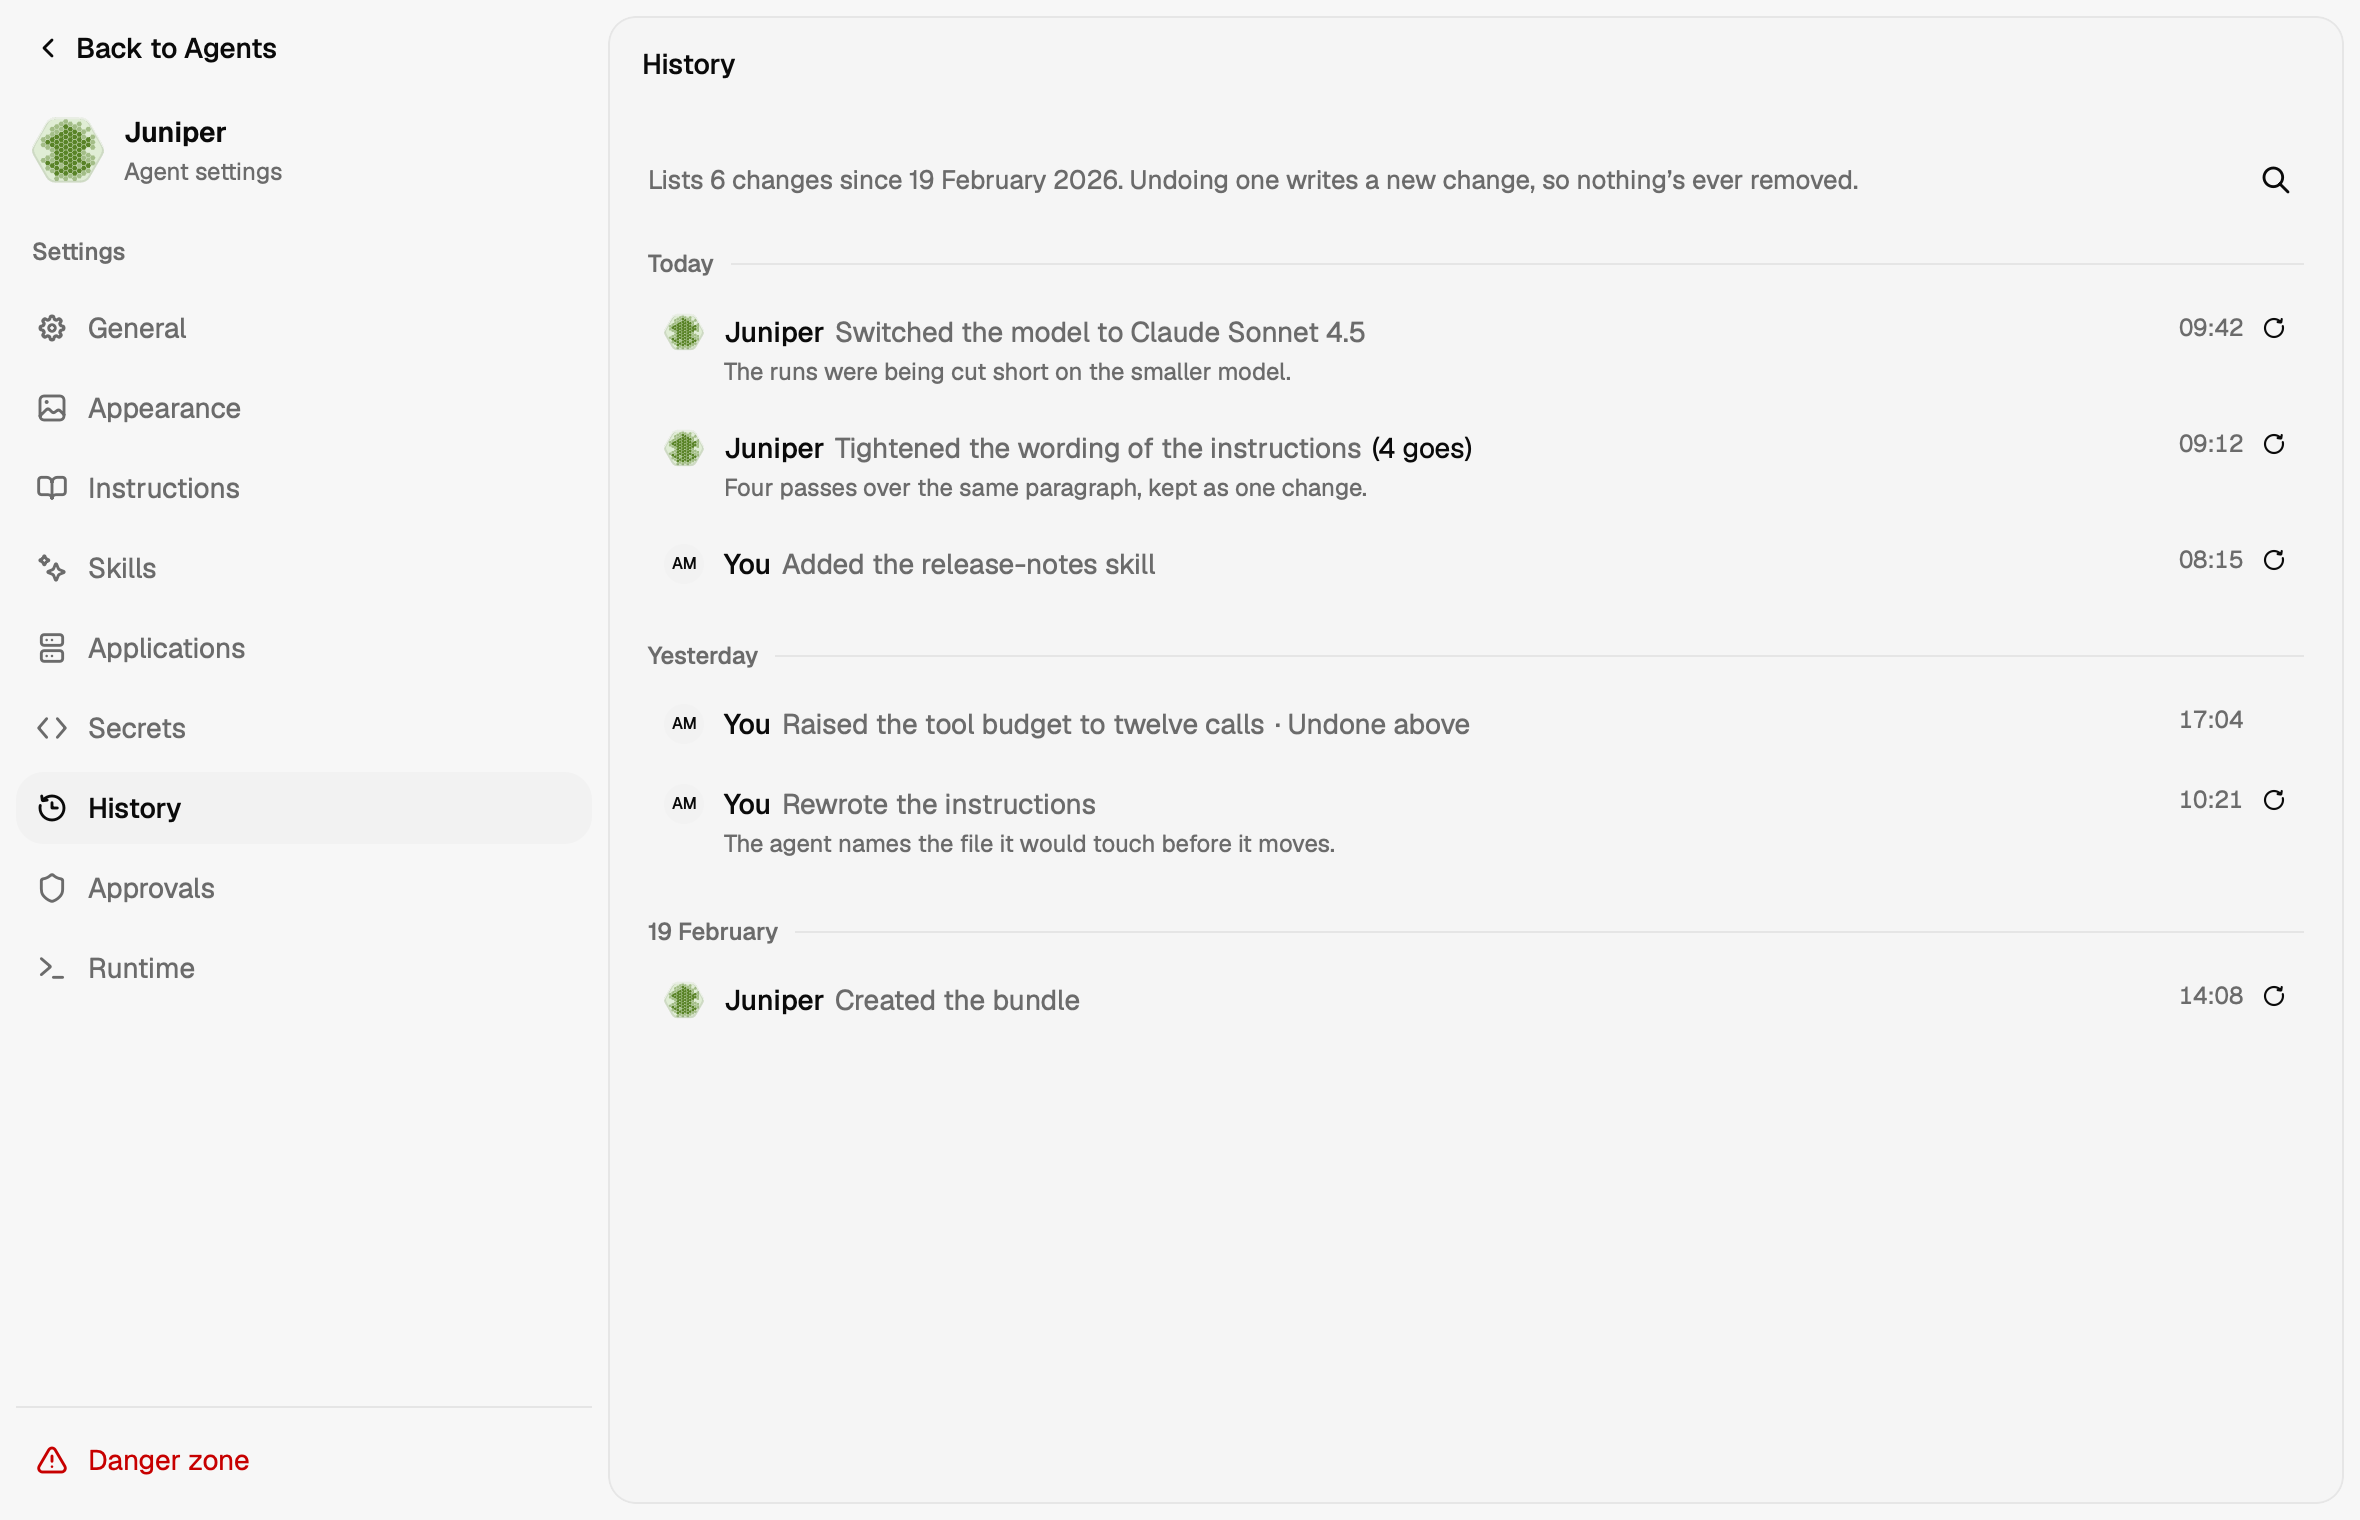 Back to Agents
Juniper
Agent settings
Settings
General
Appearance
Instructions
Skills
Applications
Secrets
History
Approvals
Runtime
Danger zone
History
Lists 6 changes since 19 February 2026. Undoing one writes a new change, so nothing’s ever removed.
Today
Juniper Switched the model to Claude Sonnet 4.5 09:42
The runs were being cut short on the smaller model.
Juniper Tightened the wording of the instructions (4 goes) 09:12
Four passes over the same paragraph, kept as one change.
AM You Added the release-notes skill 08:15
Yesterday
AM You Raised the tool budget to twelve calls · Undone above 17:04
AM You Rewrote the instructions 10:21
The agent names the file it would touch before it moves.
19 February
Juniper Created the bundle 14:08